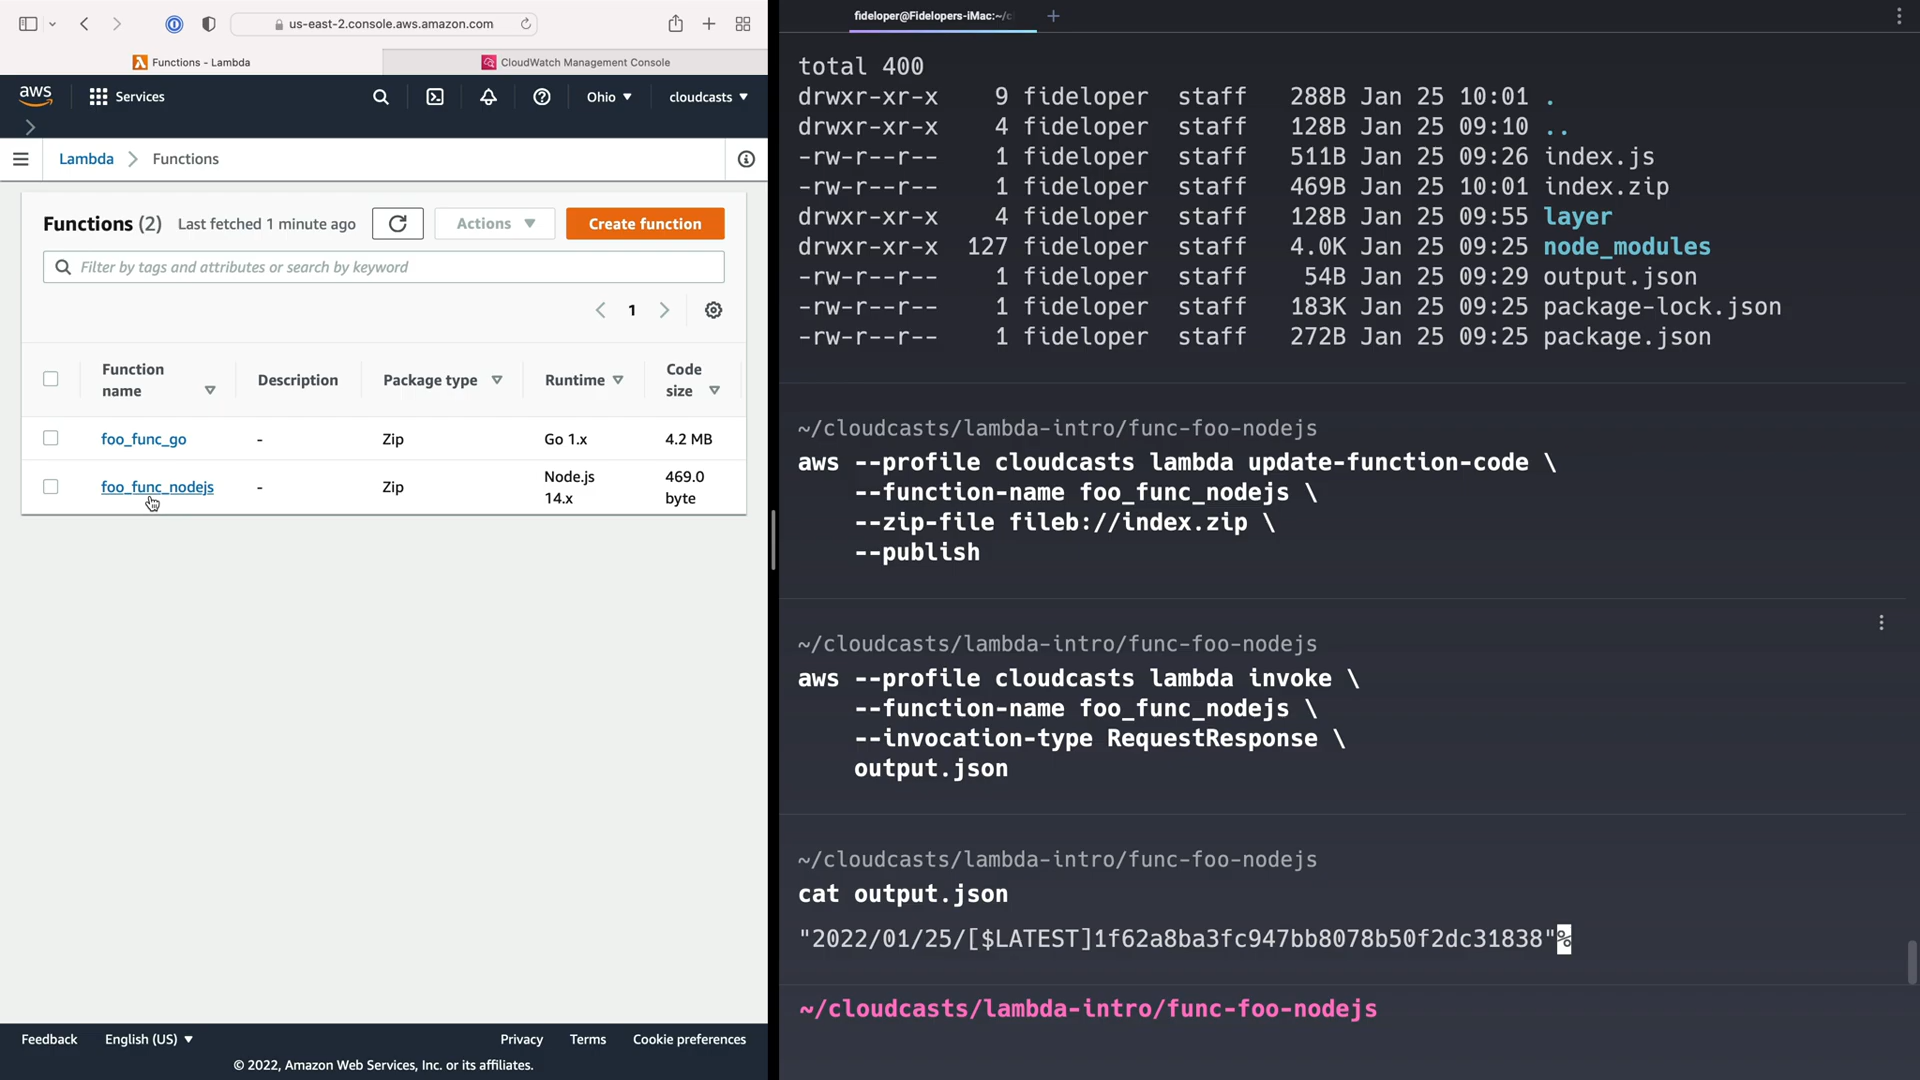 us-east-2.console.aws.amazon.com
Functions - Lambda
CloudWatch Management Console
aws
Services
Ohio ▼
cloudcasts ▼
Lambda > Functions
Functions (2)
Last fetched 1 minute ago
Actions ▼
Create function
Filter by tags and attributes or search by keyword
1
Function name
Description
Package type
Runtime
Code size
foo_func_go - Zip Go 1.x 4.2 MB
foo_func_nodejs - Zip Node.js 14.x 469.0 byte
Feedback English (US) ▼ Privacy Terms Cookie preferences
© 2022, Amazon Web Services, Inc. or its affiliates.
fideloper@Fidelopers-iMac:~/c
total 400
drwxr-xr-x 9 fideloper staff 288B Jan 25 10:01 .
drwxr-xr-x 4 fideloper staff 128B Jan 25 09:10 ..
-rw-r--r-- 1 fideloper staff 511B Jan 25 09:26 index.js
-rw-r--r-- 1 fideloper staff 469B Jan 25 10:01 index.zip
drwxr-xr-x 4 fideloper staff 128B Jan 25 09:55 layer
drwxr-xr-x 127 fideloper staff 4.0K Jan 25 09:25 node_modules
-rw-r--r-- 1 fideloper staff 54B Jan 25 09:29 output.json
-rw-r--r-- 1 fideloper staff 183K Jan 25 09:25 package-lock.json
-rw-r--r-- 1 fideloper staff 272B Jan 25 09:25 package.json
~/cloudcasts/lambda-intro/func-foo-nodejs
aws --profile cloudcasts lambda update-function-code \
--function-name foo_func_nodejs \
--zip-file fileb://index.zip \
--publish
~/cloudcasts/lambda-intro/func-foo-nodejs
aws --profile cloudcasts lambda invoke \
--function-name foo_func_nodejs \
--invocation-type RequestResponse \
output.json
~/cloudcasts/lambda-intro/func-foo-nodejs
cat output.json
"2022/01/25/[$LATEST]1f62a8ba3fc947bb8078b50f2dc31838"%
~/cloudcasts/lambda-intro/func-foo-nodejs